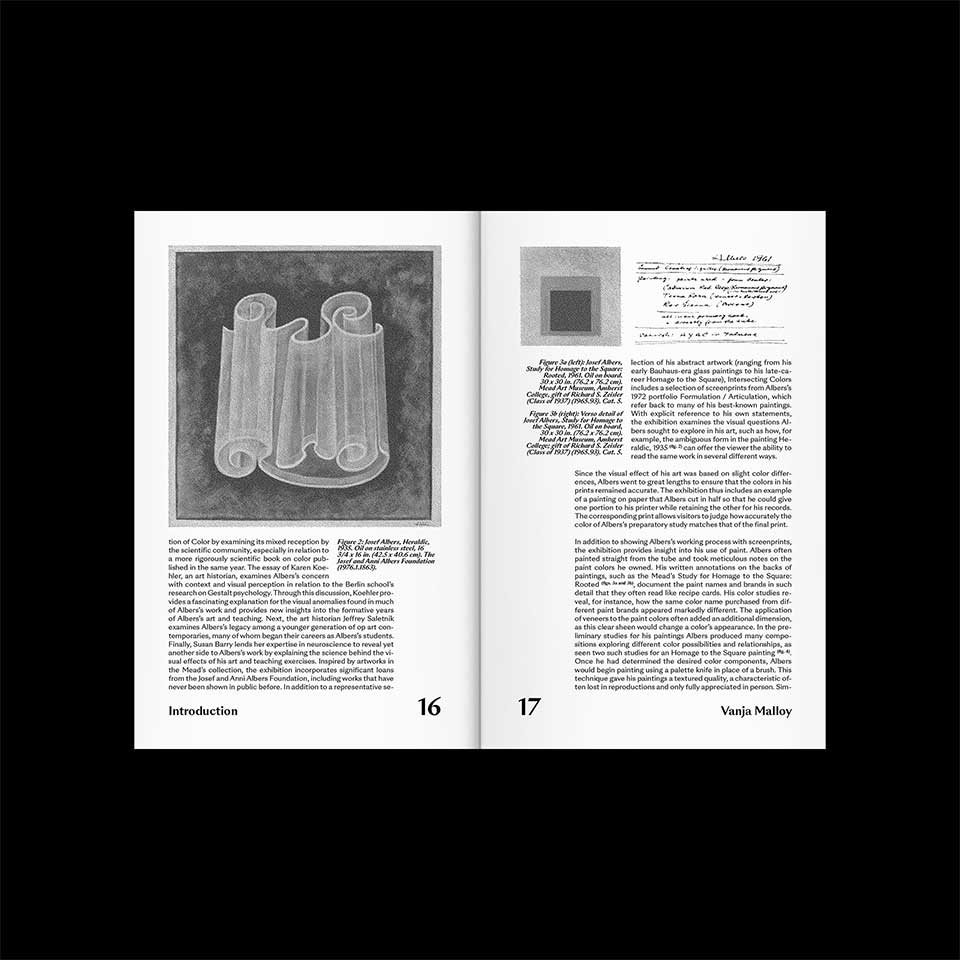 tion of Color by examining its mixed reception by
the scientific community, especially in relation to
a more rigorously scientific book on color pub-
lished in the same year. The essay of Karen Koe-
hler, an art historian, examines Albers's concern
with context and visual perception in relation to the Berlin school's
research on Gestalt psychology. Through this discussion, Koehler pro-
vides a fascinating explanation for the visual anomalies found in much
of Albers's work and provides new insights into the formative years
of Albers's art and teaching. Next, the art historian Jeffrey Saletnik
examines Albers's legacy among a younger generation of op art con-
temporaries, many of whom began their careers as Albers's students.
Finally, Susan Barry lends her expertise in neuroscience to reveal yet
another side to Albers's work by explaining the science behind the vi-
sual effects of his art and teaching exercises. Inspired by artworks in
the Mead's collection, the exhibition incorporates significant loans
from the Josef and Anni Albers Foundation, including works that have
never been shown in public before. In addition to a representative se-
Figure 2: Josef Albers, Heraldic,
1935. Oil on stainless steel, 16
3/4 x 16 in. (42.5 x 40.6 cm). The
Josef and Anni Albers Foundation
(1976.1.1863).
Introduction
16
Albers 1961
painting: paints used - from center:
Figure 3a (left): Josef Albers,
Study for Homage to the Square:
Rooted, 1961. Oil on board.
30 x 30 in. (76.2 x 76.2 cm).
Mead Art Museum, Amherst
College, gift of Richard S. Zeisler
(Class of 1937) (1965.93). Cat. 5.
Figure 3b (right): Verso detail of
Josef Albers, Study for Homage to
the Square, 1961. Oil on board,
30 x 30 in. (76.2 x 76.2 cm).
Mead Art Museum, Amherst
College; gift of Richard S. Zeisler
(Class of 1937) (1965.93). Cat. 5.
lection of his abstract artwork (ranging from his
early Bauhaus-era glass paintings to his late-ca-
reer Homage to the Square), Intersecting Colors
includes a selection of screenprints from Albers's
1972 portfolio Formulation / Articulation, which
refer back to many of his best-known paintings.
With explicit reference to his own statements,
the exhibition examines the visual questions Al-
bers sought to explore in his art, such as how, for
example, the ambiguous form in the painting He-
raldic, 1935 (fig. 2) can offer the viewer the ability to
read the same work in several different ways.
Since the visual effect of his art was based on slight color differ-
ences, Albers went to great lengths to ensure that the colors in his
prints remained accurate. The exhibition thus includes an example
of a painting on paper that Albers cut in half so that he could give
one portion to his printer while retaining the other for his records.
The corresponding print allows visitors to judge how accurately the
color of Albers's preparatory study matches that of the final print.
In addition to showing Albers's working process with screenprints,
the exhibition provides insight into his use of paint. Albers often
painted straight from the tube and took meticulous notes on the
paint colors he owned. His written annotations on the backs of
paintings, such as the Mead's Study for Homage to the Square:
Rooted (figs. 3a and 3b), document the paint names and brands in such
detail that they often read like recipe cards. His color studies re-
veal, for instance, how the same color name purchased from dif-
ferent paint brands appeared markedly different. The application
of veneers to the paint colors often added an additional dimension,
as this clear sheen would change a color's appearance. In the pre-
liminary studies for his paintings Albers produced many compo-
sitions exploring different color possibilities and relationships, as
seen two such studies for an Homage to the Square painting (fig. 4).
Once he had determined the desired color components, Albers
would begin painting using a palette knife in place of a brush. This
technique gave his paintings a textured quality, a characteristic of-
ten lost in reproductions and only fully appreciated in person. Sim-
17
Vanja Malloy